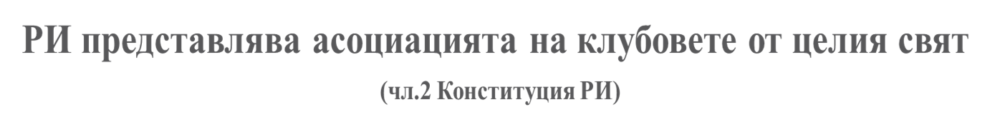 РИ представлява асоциацията на клубовете от целия свят
(чл.2 Конституция РИ)